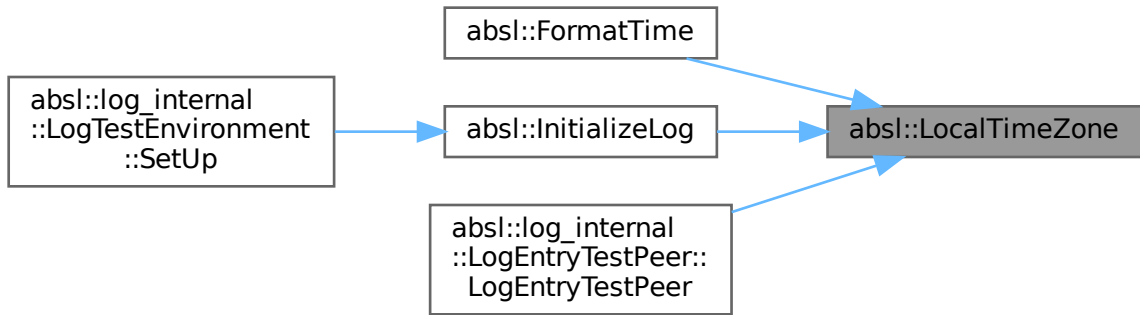 absl::FormatTime
absl::log_internal
::LogTestEnvironment
::SetUp
absl::InitializeLog
absl::LocalTimeZone
absl::log_internal
::LogEntryTestPeer::
LogEntryTestPeer